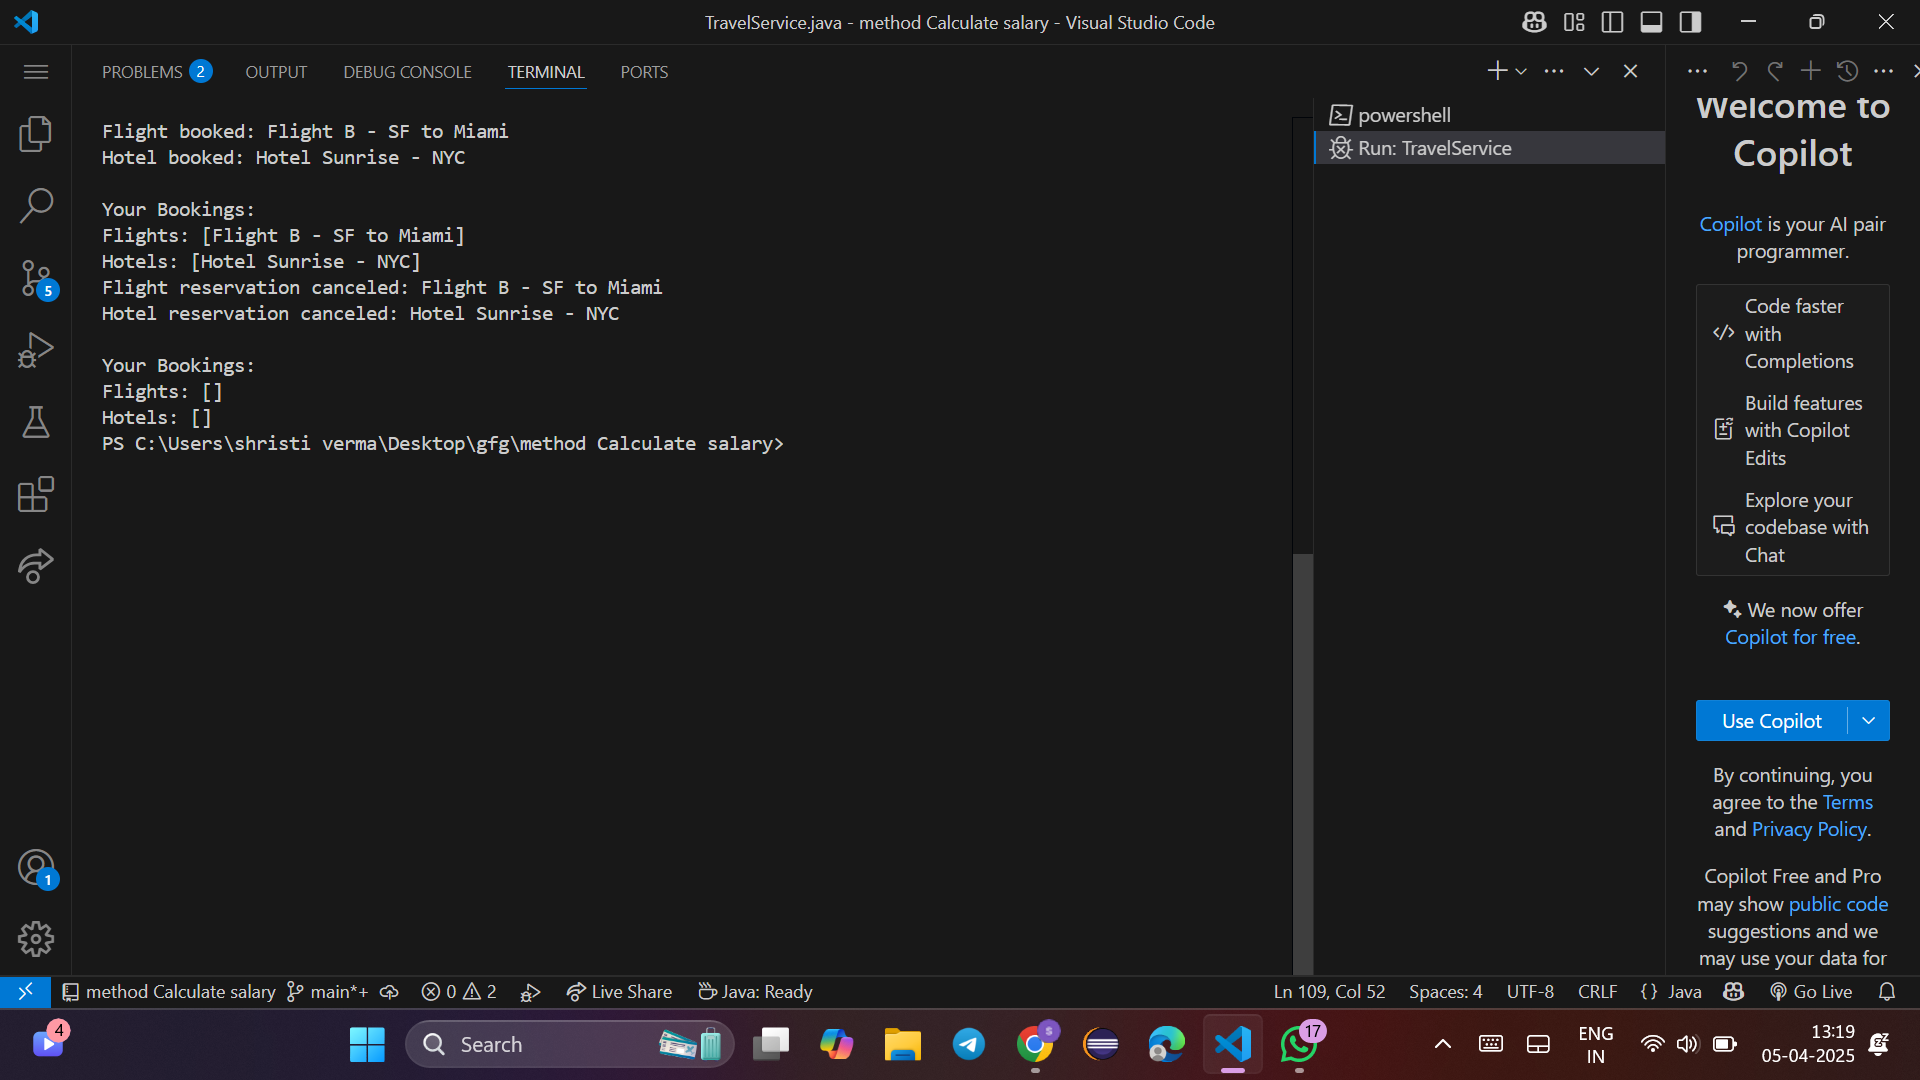 TravelService.java - method Calculate salary - Visual Studio Code
PROBLEMS 2 OUTPUT DEBUG CONSOLE TERMINAL PORTS
Flight booked: Flight B - SF to Miami
Hotel booked: Hotel Sunrise - NYC
Your Bookings:
Flights: [Flight B - SF to Miami]
Hotels: [Hotel Sunrise - NYC]
Flight reservation canceled: Flight B - SF to Miami
Hotel reservation canceled: Hotel Sunrise - NYC
Your Bookings:
Flights: []
Hotels: []
PS C:\Users\shristi verma\Desktop\gfg\method Calculate salary>
5
1
powershell
Run: TravelService
Welcome to
Copilot
Copilot is your AI pair
programmer.
Code faster
with
Completions
Build features
with Copilot
Edits
Explore your
codebase with
Chat
We now offer
Copilot for free.
Use Copilot
By continuing, you
agree to the Terms
and Privacy Policy.
Copilot Free and Pro
may show public code
suggestions and we
may use your data for
method Calculate salary main*+ 0 2 Live Share Java: Ready Ln 109, Col 52 Spaces: 4 UTF-8 CRLF {} Java Go Live
4
Search
S
17
ENG
IN
13:19
05-04-2025